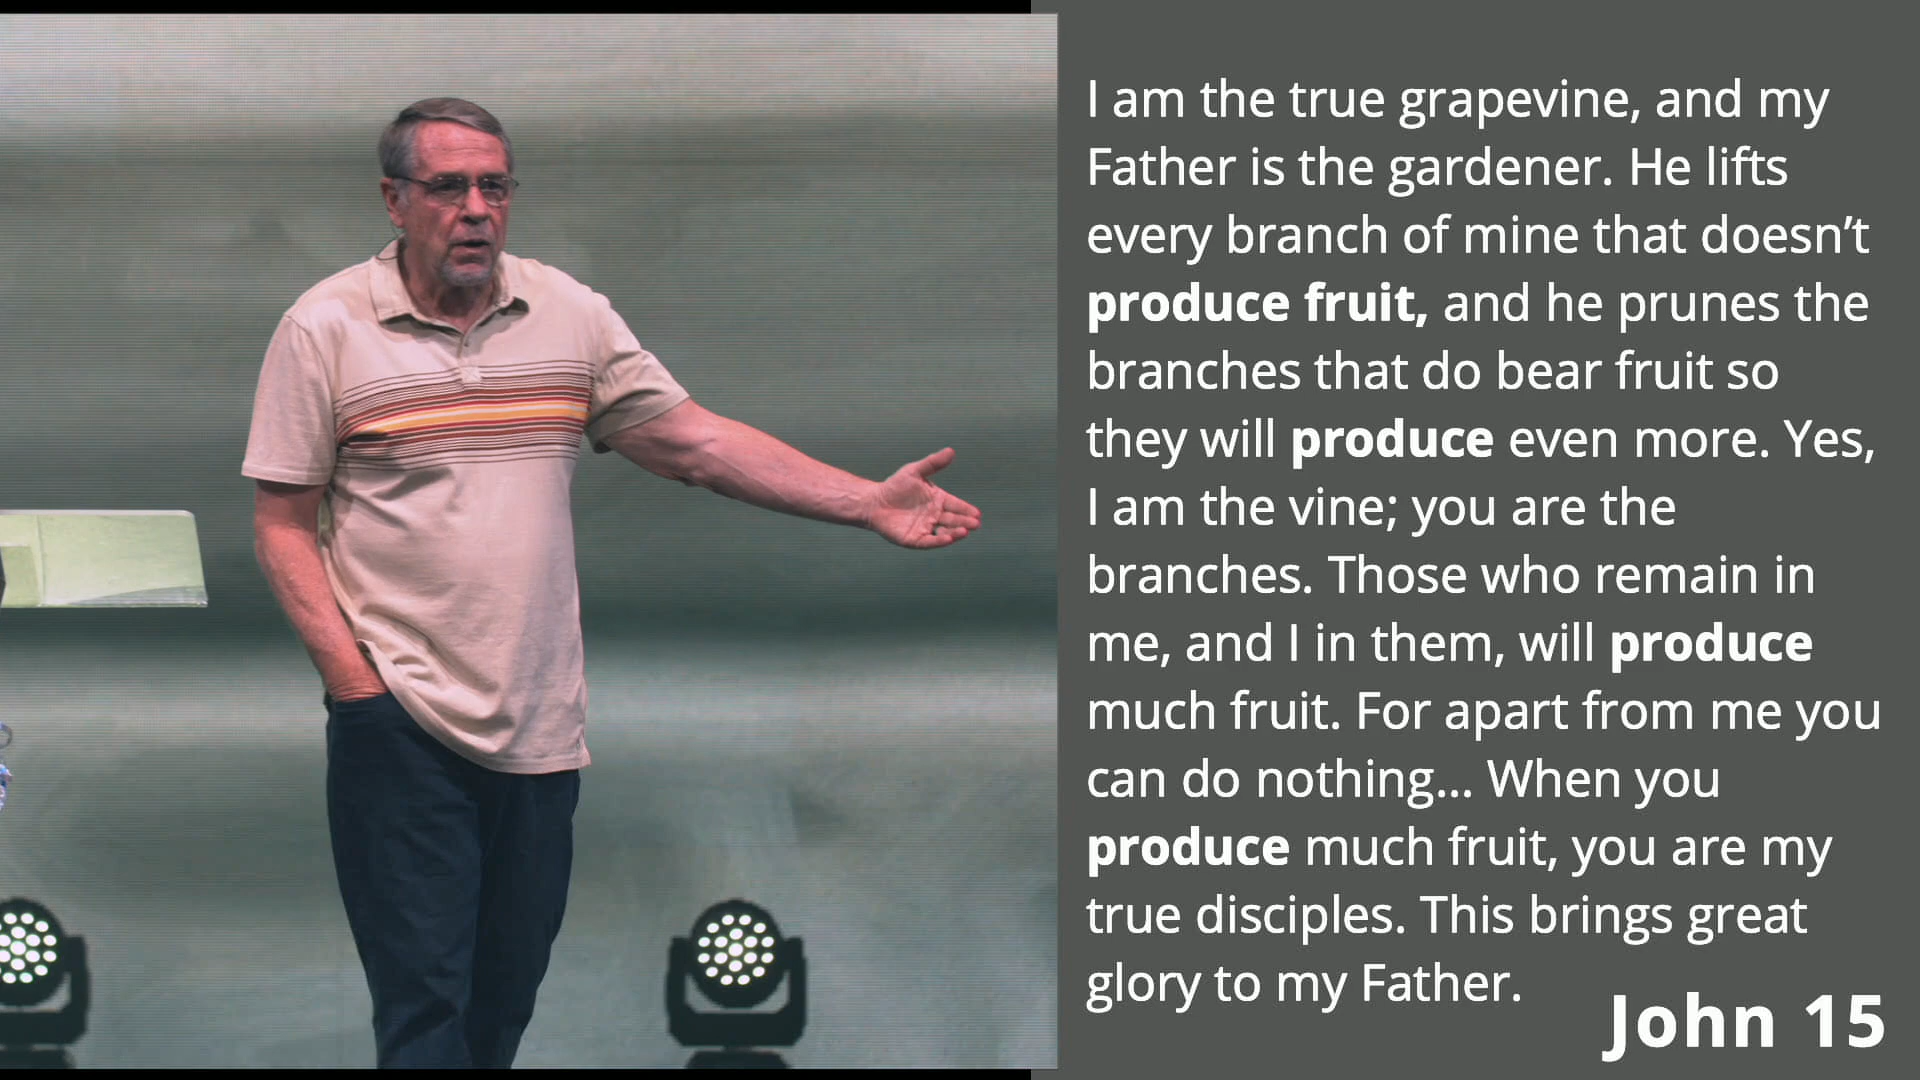 I am the true grapevine, and my
Father is the gardener. He lifts
every branch of mine that doesn’t
produce fruit, and he prunes the
branches that do bear fruit so
they will produce even more. Yes,
I am the vine; you are the
branches. Those who remain in
me, and I in them, will produce
much fruit. For apart from me you
can do nothing... When you
produce much fruit, you are my
true disciples. This brings great
glory to my Father.
John 15